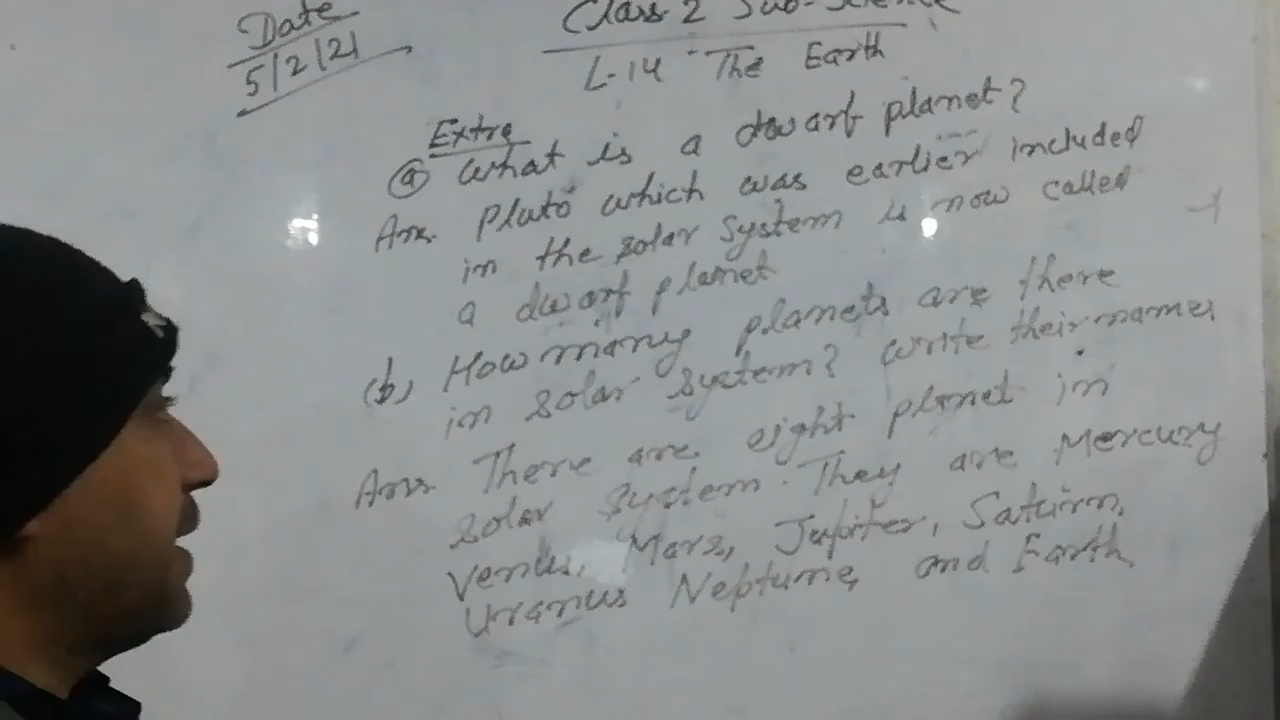 Date
5/2/21
Class 2 Sub-Science
L-14 The Earth
Extra
(a) What is a dwarf planet?
Ans. Pluto which was earlier included
in the solar system is now called
a dwarf planet
(b) How many planets are there
in solar system? Write their names
Ans. There are eight planet in
solar system. They are Mercury
Venus, Mars, Jupiter, Saturn,
Uranus Neptune, and Earth